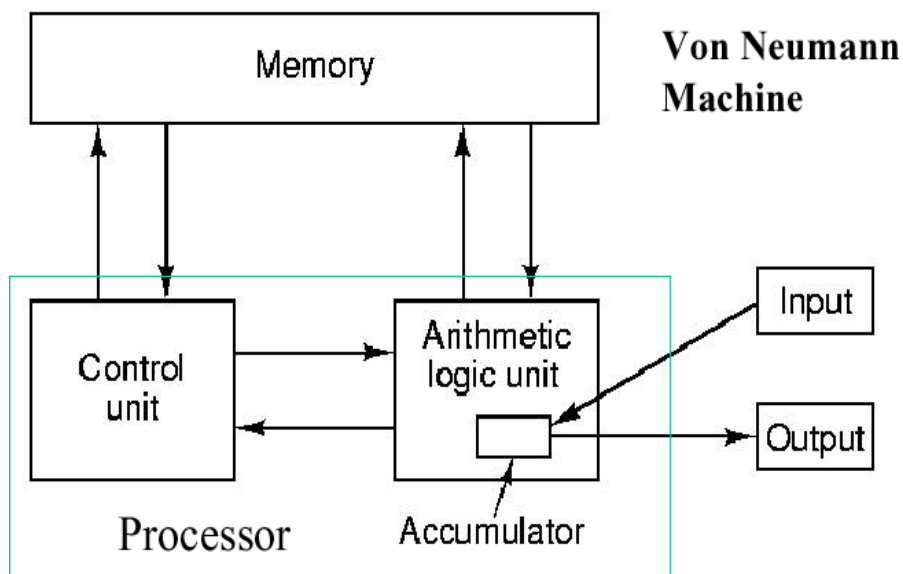 Memory
Von Neumann
Machine
Control
unit
Arithmetic
logic unit
Input
Output
Accumulator
Processor